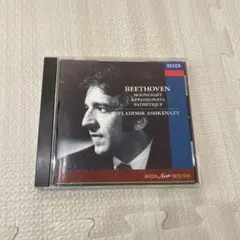 DECCA
BEETHOVEN
MOONLIGHT
APPASSIONATA
PATHÉTIQUE
VLADIMIR ASHKENAZY